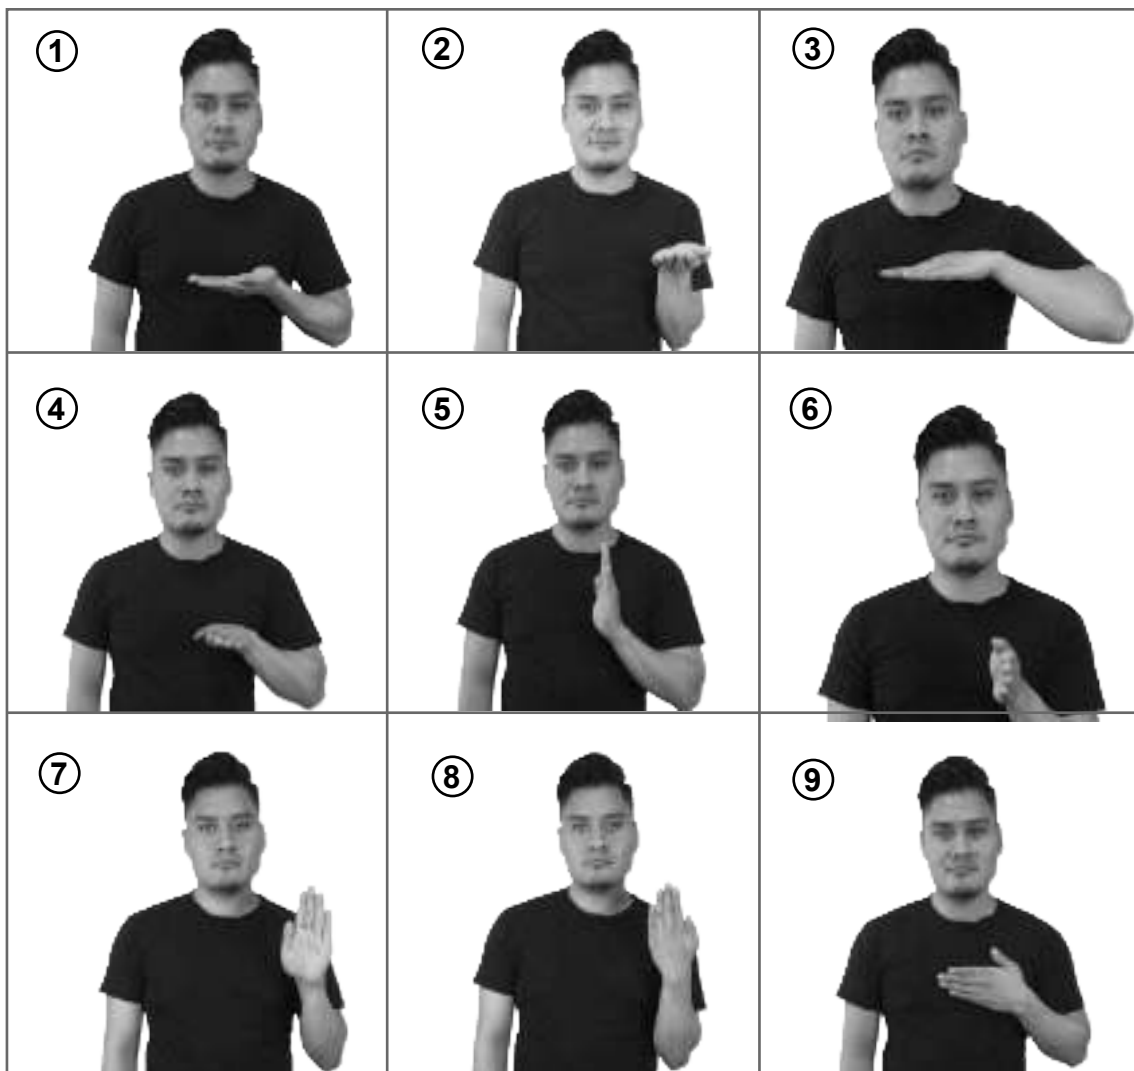 ① ② ③
④ ⑤ ⑥
⑦ ⑧ ⑨